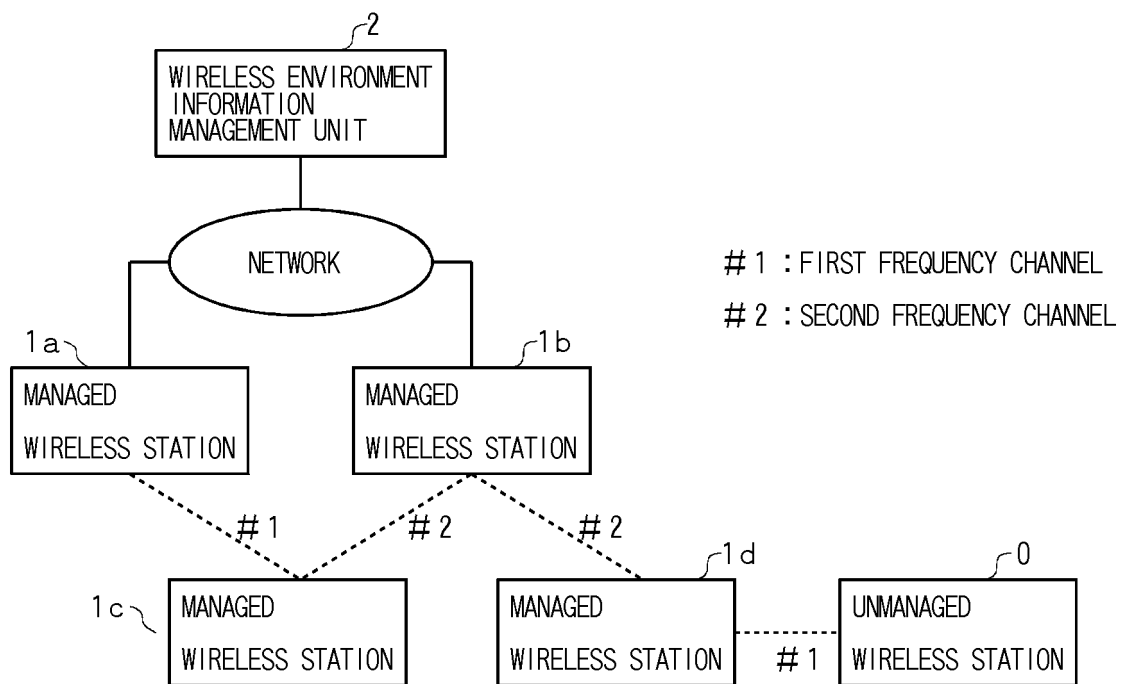 2
WIRELESS ENVIRONMENT
INFORMATION
MANAGEMENT UNIT
NETWORK
#1 : FIRST FREQUENCY CHANNEL
#2 : SECOND FREQUENCY CHANNEL
1a
1b
MANAGED
WIRELESS STATION
MANAGED
WIRELESS STATION
#1
#2
#2
1c
1d
0
MANAGED
WIRELESS STATION
MANAGED
WIRELESS STATION
#1
UNMANAGED
WIRELESS STATION